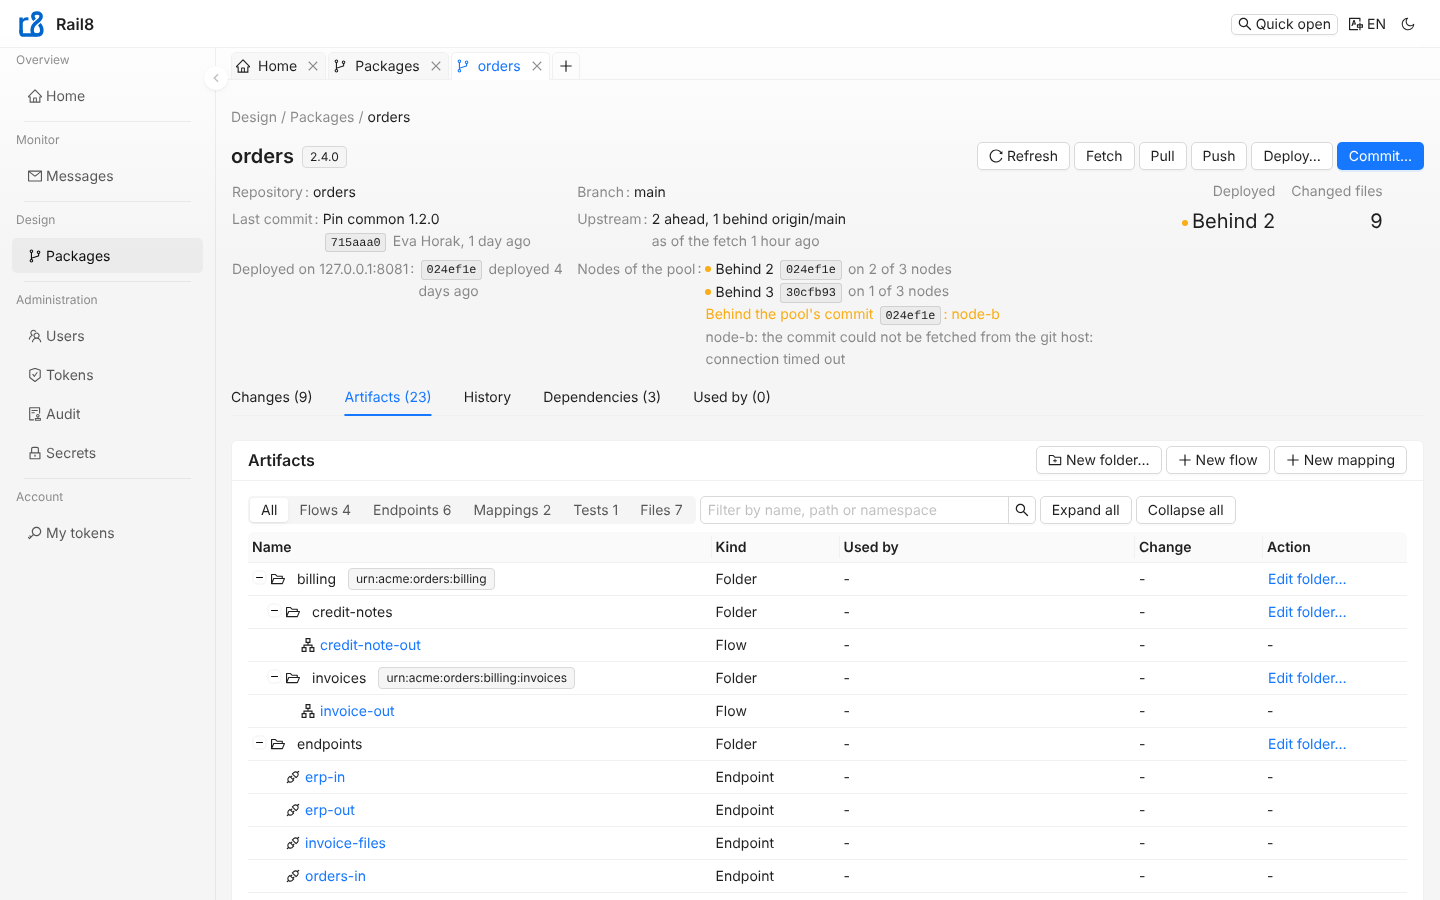 Rail8
Quick open
EN
Overview
Home
Monitor
Messages
Design
Packages
Administration
Users
Tokens
Audit
Secrets
Account
My tokens
Home
Packages
orders
Design / Packages / orders
orders 2.4.0
Refresh
Fetch
Pull
Push
Deploy...
Commit...
Repository : orders
Branch : main
Deployed
Behind 2
Changed files
9
Last commit : Pin common 1.2.0
715aaa0 Eva Horak, 1 day ago
Upstream : 2 ahead, 1 behind origin/main
as of the fetch 1 hour ago
Deployed on 127.0.0.1:8081 : 024ef1e deployed 4
days ago
Nodes of the pool : Behind 2 024ef1e on 2 of 3 nodes
Behind 3 30cfb93 on 1 of 3 nodes
Behind the pool's commit 024ef1e : node-b
node-b: the commit could not be fetched from the git host:
connection timed out
Changes (9)
Artifacts (23)
History
Dependencies (3)
Used by (0)
Artifacts
New folder...
New flow
New mapping
All
Flows 4
Endpoints 6
Mappings 2
Tests 1
Files 7
Filter by name, path or namespace
Expand all
Collapse all
Name Kind Used by Change Action
billing urn:acme:orders:billing Folder - - Edit folder...
credit-notes Folder - - Edit folder...
credit-note-out Flow - - -
invoices urn:acme:orders:billing:invoices Folder - - Edit folder...
invoice-out Flow - - -
endpoints Folder - - Edit folder...
erp-in Endpoint - - -
erp-out Endpoint - - -
invoice-files Endpoint - - -
orders-in Endpoint - - -